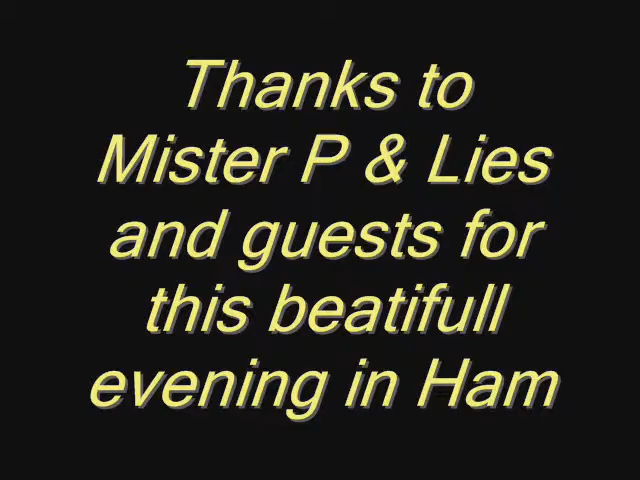 Thanks to
Mister P & Lies
and guests for
this beatifull
evening in Ham